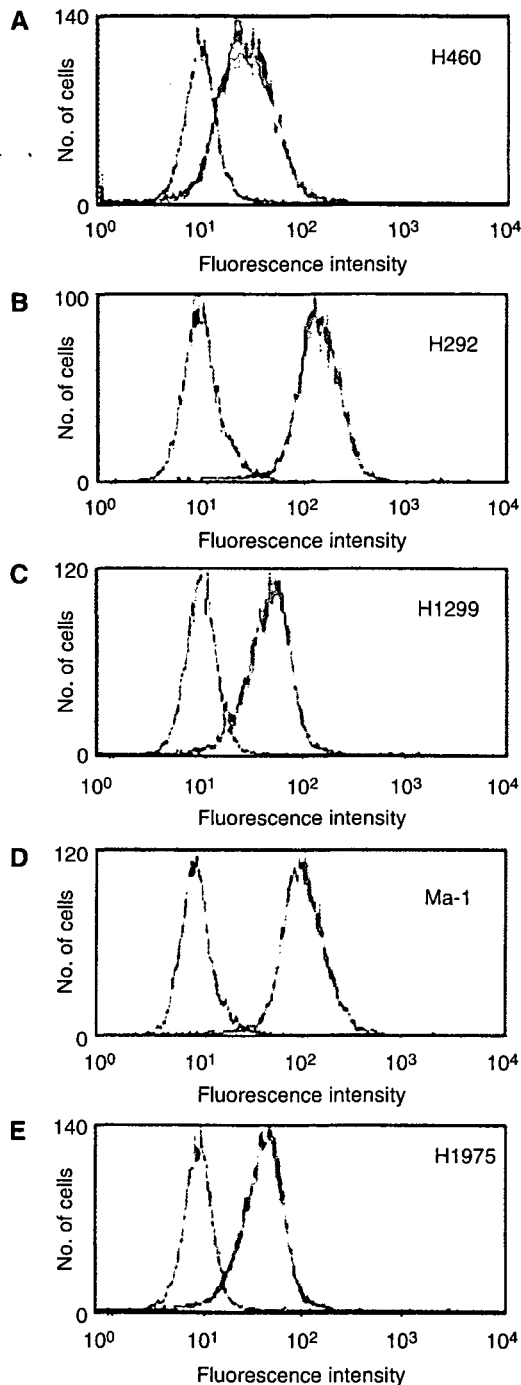 A
140
H460
No. of cells
0
10⁰ 10¹ 10² 10³ 10⁴
Fluorescence intensity
B
100
H292
No. of cells
0
10⁰ 10¹ 10² 10³ 10⁴
Fluorescence intensity
C
120
H1299
No. of cells
0
10⁰ 10¹ 10² 10³ 10⁴
Fluorescence intensity
D
120
Ma-1
No. of cells
0
10⁰ 10¹ 10² 10³ 10⁴
Fluorescence intensity
E
140
H1975
No. of cells
0
10⁰ 10¹ 10² 10³ 10⁴
Fluorescence intensity